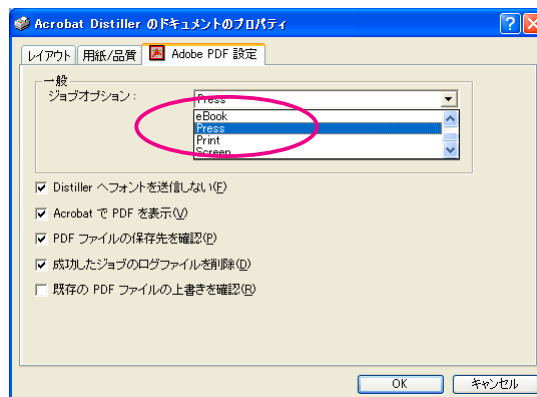 Acrobat Distiller のドキュメントのプロパティ
レイアウト 用紙/品質 Adobe PDF 設定
一般
ジョブオプション :
Press
eBook
Press
Print
Screen
Distiller へフォントを送信しない(F)
Acrobat で PDF を表示(V)
PDF ファイルの保存先を確認(P)
成功したジョブのログファイルを削除(D)
既存の PDF ファイルの上書きを確認(R)
OK キャンセル